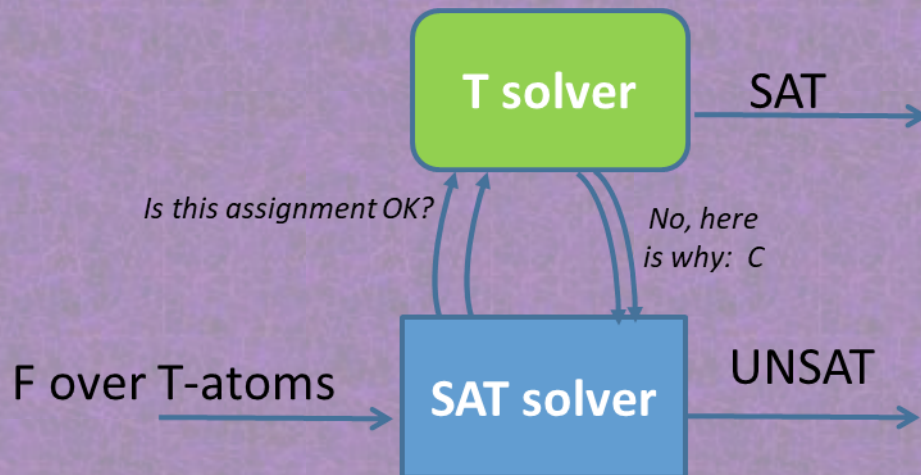 T solver
SAT
Is this assignment OK?
No, here
is why: C
F over T-atoms
SAT solver
UNSAT